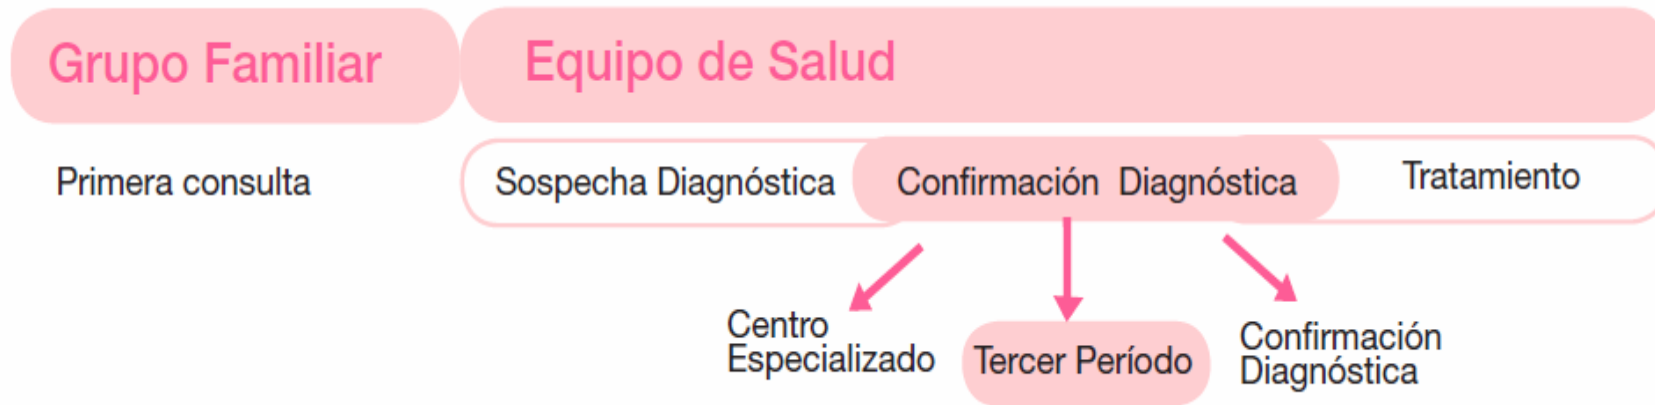 Grupo Familiar
Equipo de Salud
Primera consulta
Sospecha Diagnóstica
Confirmación Diagnóstica
Tratamiento
Centro
Especializado
Tercer Período
Confirmación
Diagnóstica